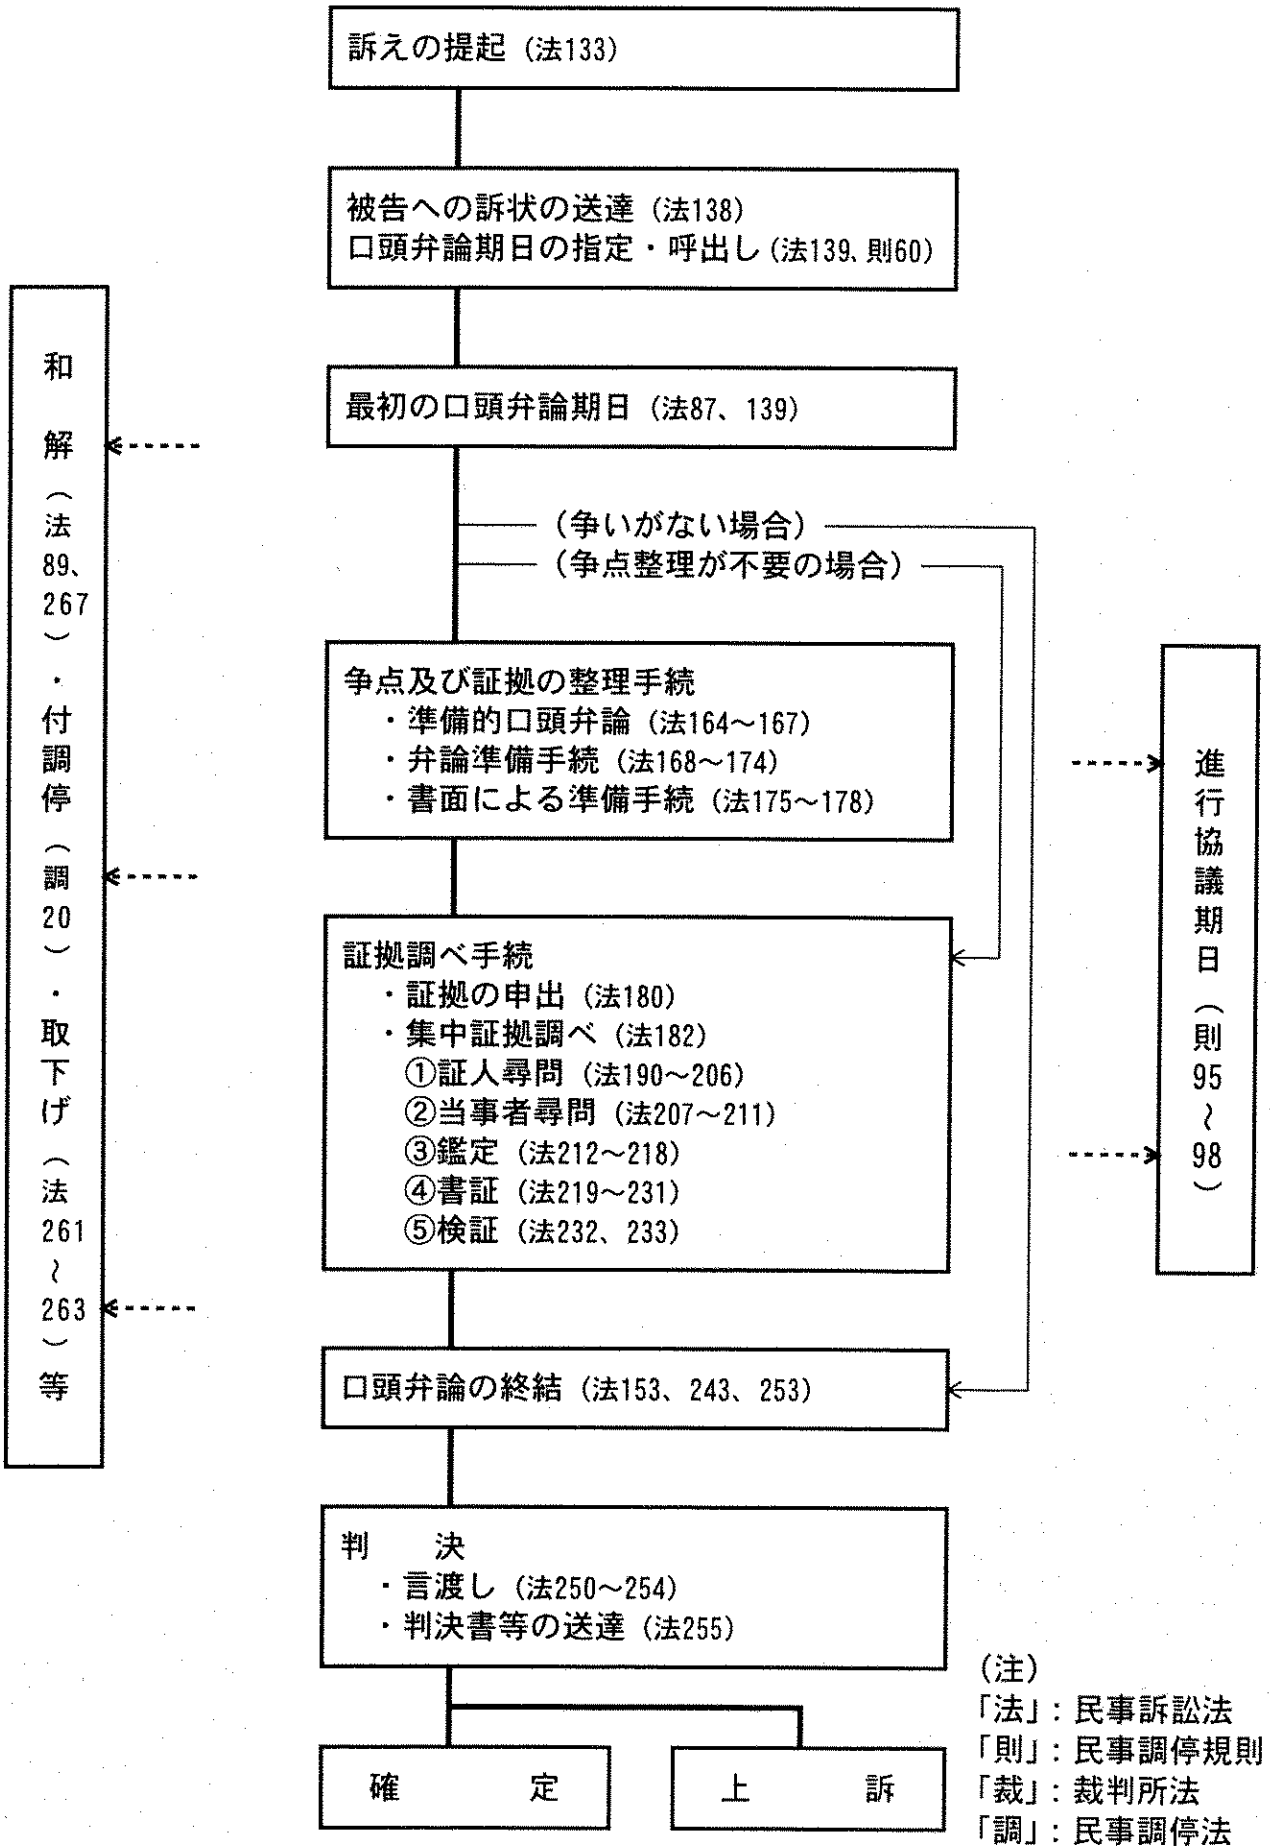 訴えの提起（法133）
被告への訴状の送達（法138）
口頭弁論期日の指定・呼出し（法139、則60）
最初の口頭弁論期日（法87、139）
（争いがない場合）
（争点整理が不要の場合）
争点及び証拠の整理手続
・準備的口頭弁論（法164～167）
・弁論準備手続（法168～174）
・書面による準備手続（法175～178）
証拠調べ手続
・証拠の申出（法180）
・集中証拠調べ（法182）
①証人尋問（法190～206）
②当事者尋問（法207～211）
③鑑定（法212～218）
④書証（法219～231）
⑤検証（法232、233）
口頭弁論の終結（法153、243、253）
判　　決
・言渡し（法250～254）
・判決書等の送達（法255）
確　　　　定
上　　　　訴
和　解（法89、267）・付調停（調20）・取下げ（法261～263）等
進行協議期日（則95～98）
（注）
「法」：民事訴訟法
「則」：民事調停規則
「裁」：裁判所法
「調」：民事調停法